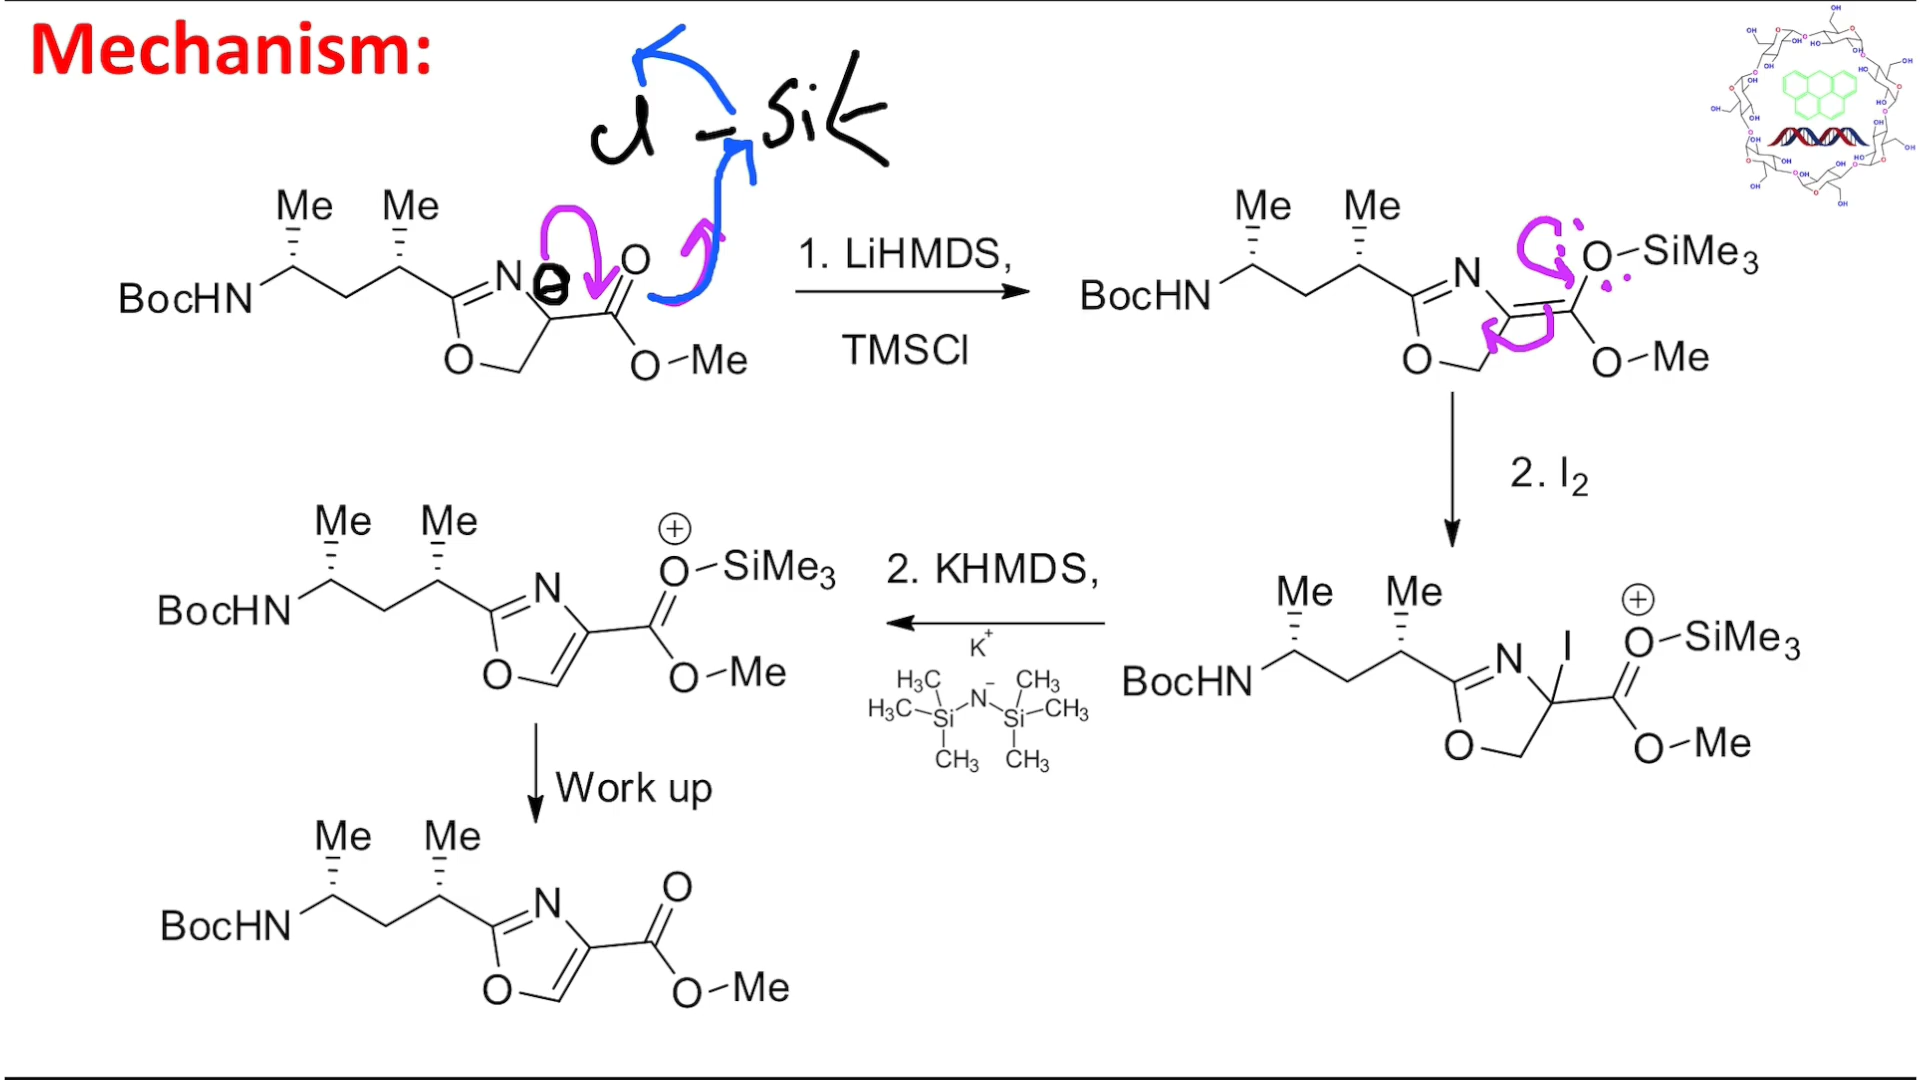 Mechanism:
Cl - Si
Me Me
BocHN
N
O
O
O-Me
1. LiHMDS,
TMSCl
Me Me
BocHN
N
O
O-SiMe3
O-Me
2. I2
Me Me
BocHN
N
O
I
+
O-SiMe3
O-Me
2. KHMDS,
K+
H3C
H3C
Si
CH3
N-
CH3
CH3
Si
CH3
Me Me
BocHN
N
O
+
O-SiMe3
O-Me
Work up
Me Me
BocHN
N
O
O
O-Me